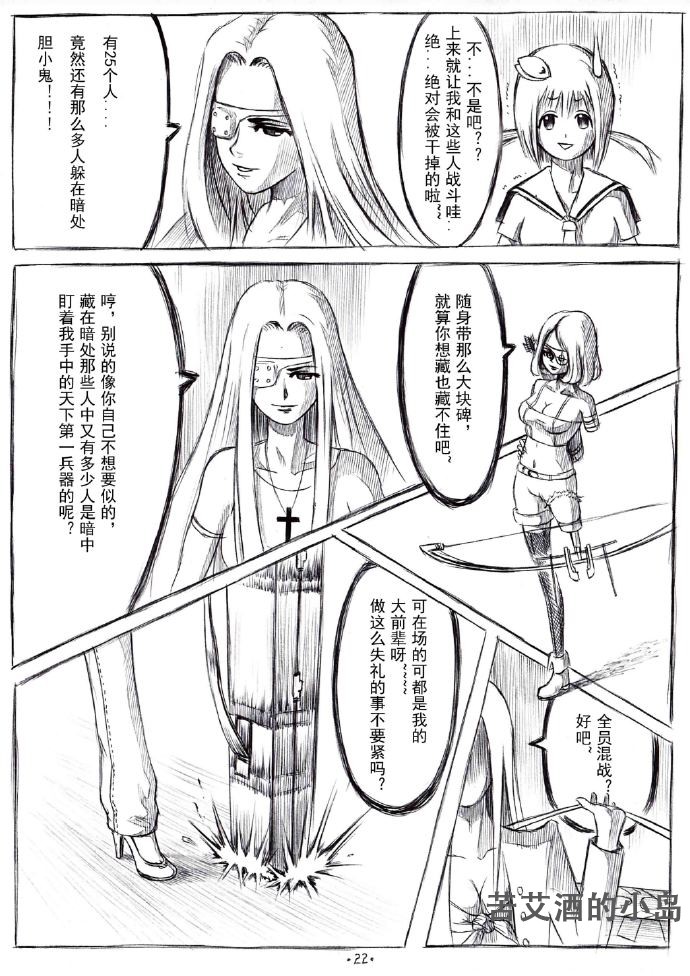 不...不是吧??
上来就让我和这些人战斗哇..
绝...绝对会被干掉的啦~~
有25个人...
竟然还有那么多人躲在暗处
胆小鬼!!!
随身带那么大块碑,
就算你想藏也藏不住吧~
哼, 别说的像你自己不想要似的,
藏在暗处那些人中又有多少人是暗中
盯着我手中的天下第一兵器的呢?
可在场的可都是我的
大前辈呀~~~~
做这么失礼的事不要紧吗?
全员混战?
好吧~
苦艾酒的小岛
·22·